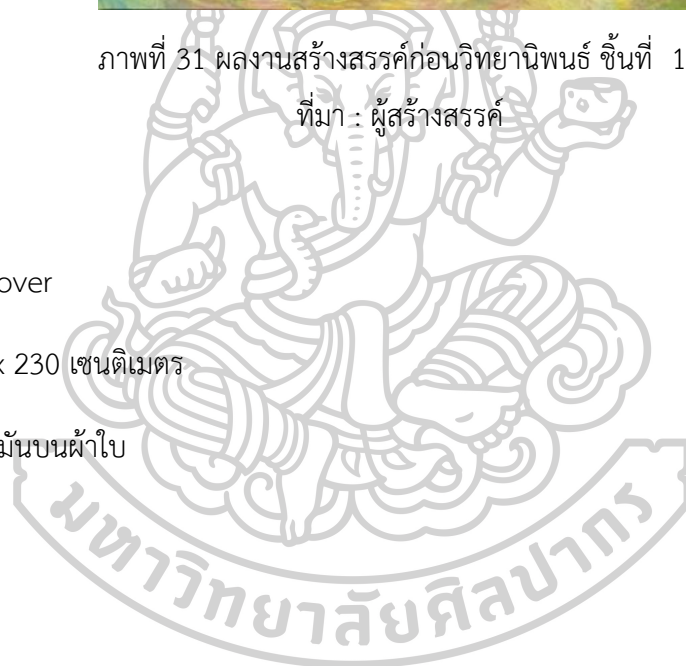 ภาพที่ 31 ผลงานสร้างสรรค์ก่อนวิทยานิพนธ์ ชิ้นที่ 1
ที่มา : ผู้สร้างสรรค์
over
x 230 เซนติเมตร
มันบนผ้าใบ
มหาวิทยาลัยศิลปากร